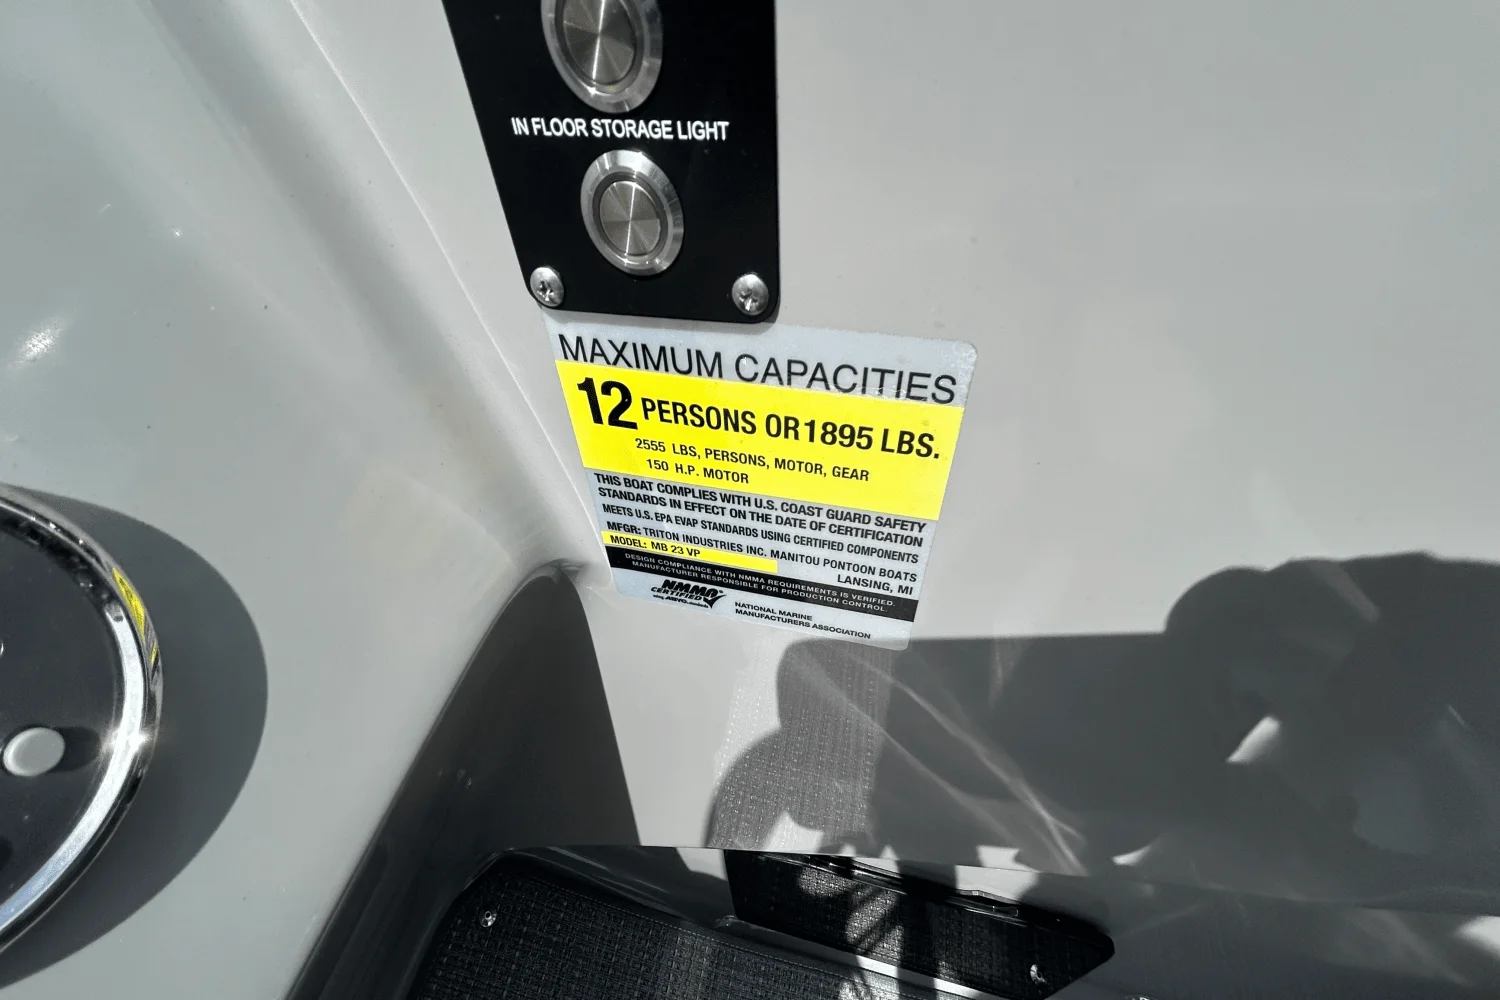 IN FLOOR STORAGE LIGHT
MAXIMUM CAPACITIES
12 PERSONS OR 1895 LBS.
2555 LBS, PERSONS, MOTOR, GEAR
150 H.P. MOTOR
THIS BOAT COMPLIES WITH U.S. COAST GUARD SAFETY
STANDARDS IN EFFECT ON THE DATE OF CERTIFICATION
MEETS U.S. EPA EVAP STANDARDS USING CERTIFIED COMPONENTS
MFGR: TRITON INDUSTRIES INC. MANITOU PONTOON BOATS
LANSING, MI
MODEL: MB 23 VP
DESIGN COMPLIANCE WITH NMMA REQUIREMENTS IS VERIFIED.
MANUFACTURER RESPONSIBLE FOR PRODUCTION CONTROL.
NMMA
CERTIFIED
NATIONAL MARINE
MANUFACTURERS ASSOCIATION